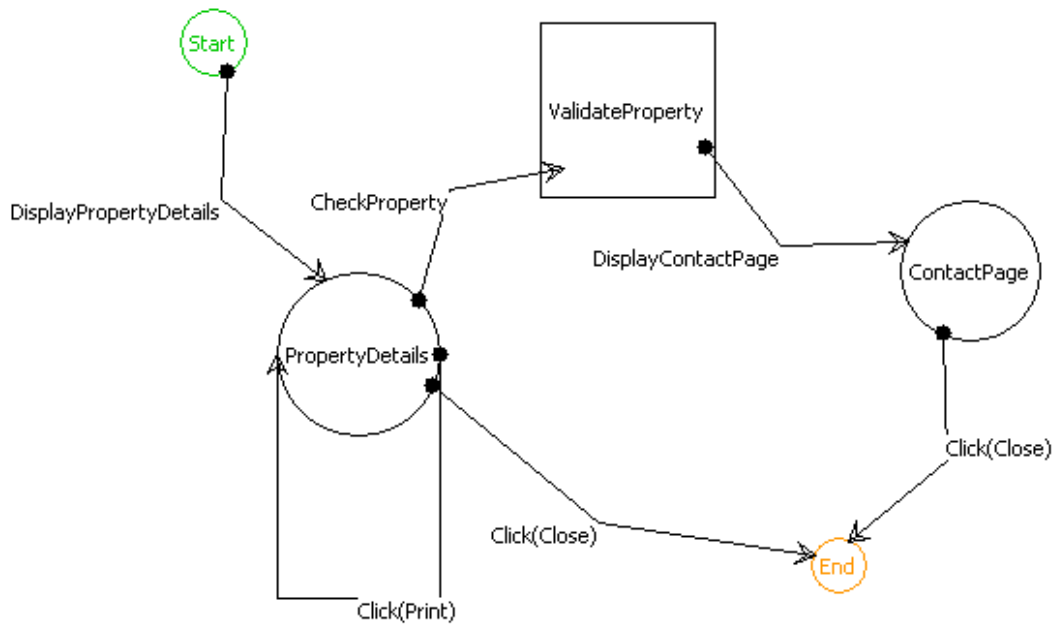 Start
ValidateProperty
CheckProperty
DisplayPropertyDetails
DisplayContactPage
ContactPage
PropertyDetails
Click(Close)
Click(Close)
End
Click(Print)